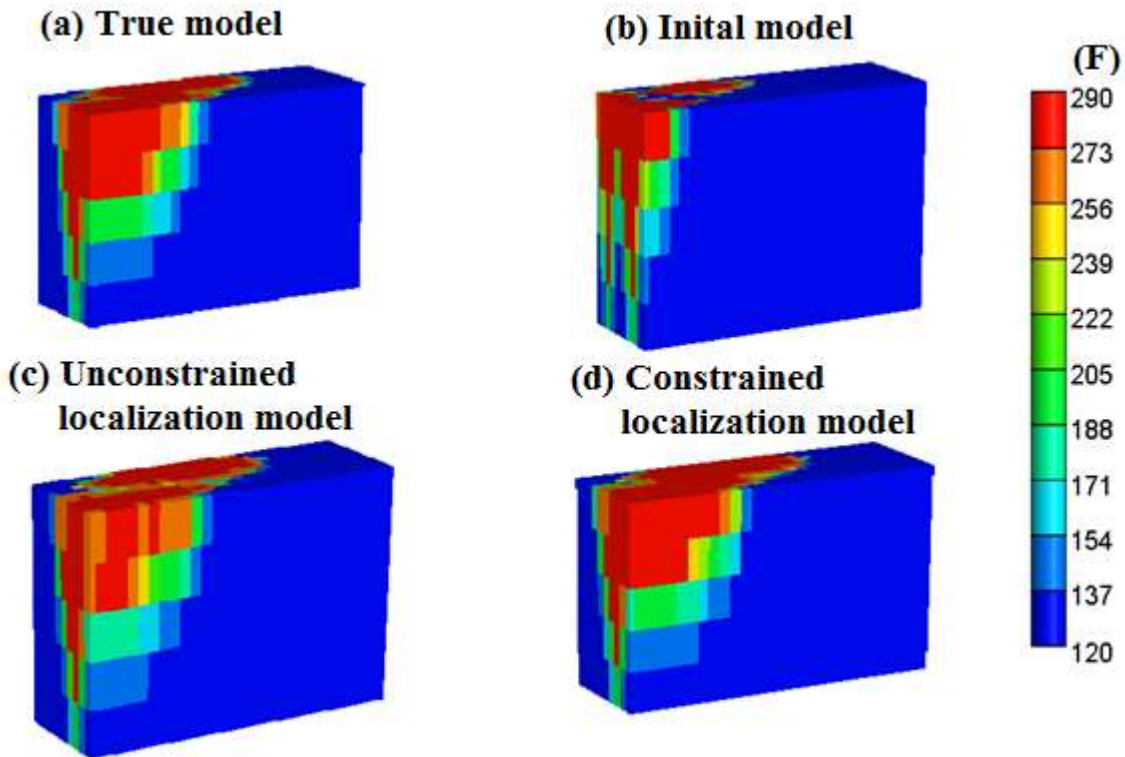 (a) True model
(b) Inital model
(F)
290
273
256
239
222
205
188
171
154
137
120
(c) Unconstrained
localization model
(d) Constrained
localization model